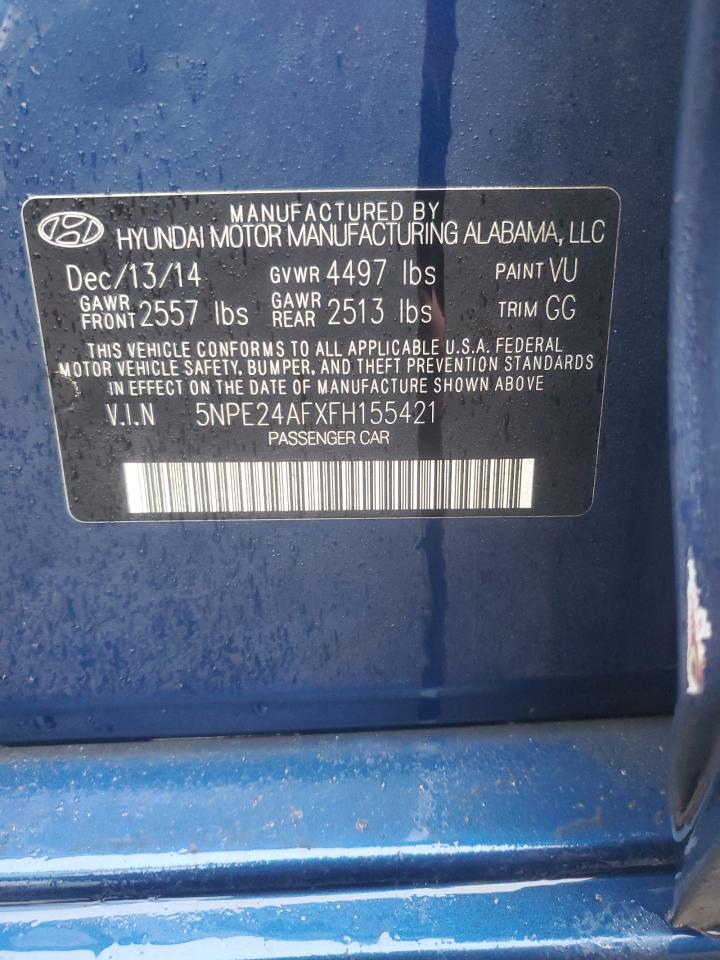 MANUFACTURED BY
HYUNDAI MOTOR MANUFACTURING ALABAMA, LLC
Dec/13/14 GVWR 4497 lbs PAINT VU
GAWR FRONT 2557 lbs GAWR REAR 2513 lbs TRIM GG
THIS VEHICLE CONFORMS TO ALL APPLICABLE U.S.A. FEDERAL
MOTOR VEHICLE SAFETY, BUMPER, AND THEFT PREVENTION STANDARDS
IN EFFECT ON THE DATE OF MANUFACTURE SHOWN ABOVE
V.I.N 5NPE24AFXFH155421
PASSENGER CAR